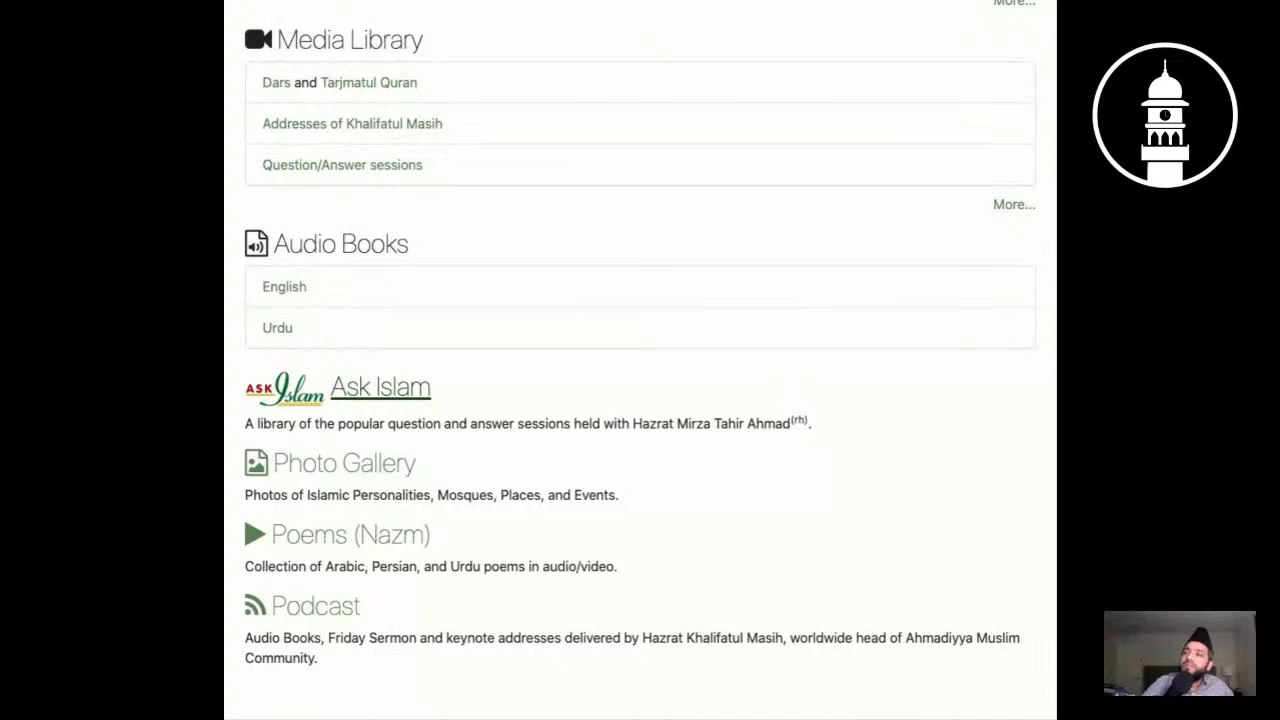 More...
Media Library
Dars and Tarjmatul Quran
Addresses of Khalifatul Masih
Question/Answer sessions
More...
Audio Books
English
Urdu
ASK Islam Ask Islam
A library of the popular question and answer sessions held with Hazrat Mirza Tahir Ahmad(rh).
Photo Gallery
Photos of Islamic Personalities, Mosques, Places, and Events.
Poems (Nazm)
Collection of Arabic, Persian, and Urdu poems in audio/video.
Podcast
Audio Books, Friday Sermon and keynote addresses delivered by Hazrat Khalifatul Masih, worldwide head of Ahmadiyya Muslim
Community.